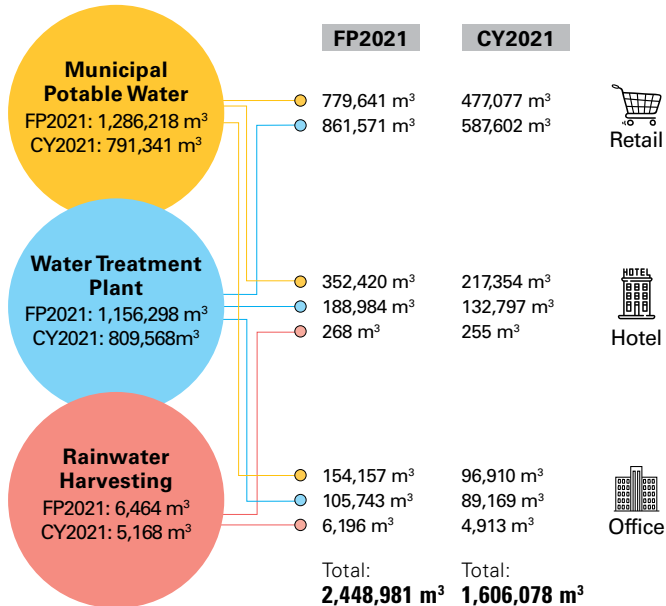 FP2021 CY2021
Municipal
Potable Water
FP2021: 1,286,218 m³
CY2021: 791,341 m³
779,641 m³ 477,077 m³
861,571 m³ 587,602 m³
Retail
Water Treatment
Plant
FP2021: 1,156,298 m³
CY2021: 809,568m³
352,420 m³ 217,354 m³
188,984 m³ 132,797 m³
268 m³ 255 m³
HOTEL
Hotel
Rainwater
Harvesting
FP2021: 6,464 m³
CY2021: 5,168 m³
154,157 m³ 96,910 m³
105,743 m³ 89,169 m³
6,196 m³ 4,913 m³
Office
Total: Total:
2,448,981 m³ 1,606,078 m³